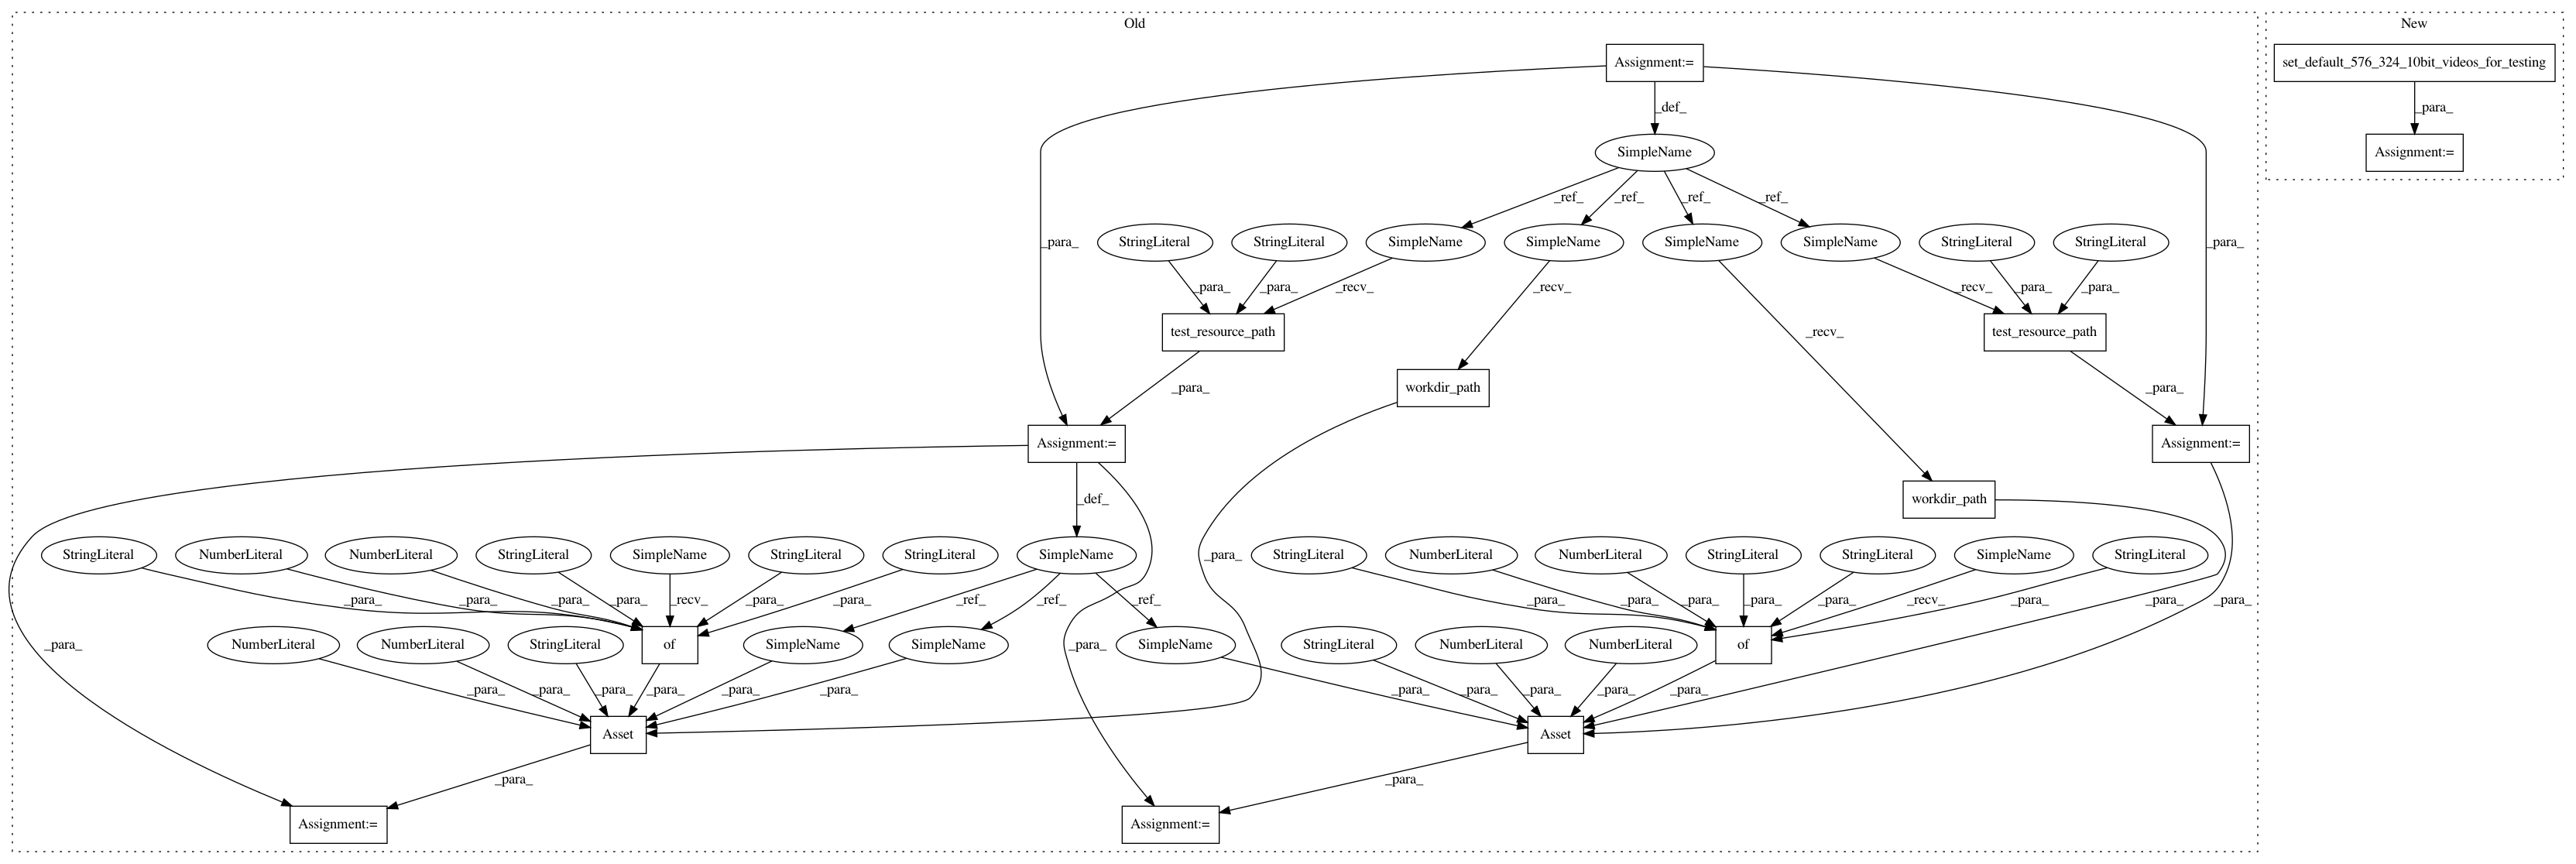 Old
New
Assignment:=
set_default_576_324_10bit_videos_for_testing
_def_
_para_
SimpleName
Assignment:=
_ref_
_ref_
_ref_
_ref_
_para_
StringLiteral
StringLiteral
SimpleName
SimpleName
SimpleName
SimpleName
StringLiteral
StringLiteral
_para_
_para_
_para_
_recv_
_recv_
_recv_
_para_
_para_
test_resource_path
_recv_
test_resource_path
_para_
workdir_path
_para_
Assignment:=
Assignment:=
_def_
workdir_path
StringLiteral
NumberLiteral
NumberLiteral
StringLiteral
SimpleName
StringLiteral
StringLiteral
SimpleName
_para_
StringLiteral
NumberLiteral
NumberLiteral
StringLiteral
StringLiteral
SimpleName
StringLiteral
_para_
_para_
_para_
_para_
_recv_
_para_
_para_
_ref_
_ref_
_ref_
_para_
_para_
_para_
_para_
_para_
_recv_
_para_
_para_
_para_
_para_
NumberLiteral
NumberLiteral
StringLiteral
of
SimpleName
SimpleName
_para_
SimpleName
StringLiteral
NumberLiteral
NumberLiteral
of
_para_
_para_
_para_
_para_
_para_
_para_
_para_
_para_
_para_
_para_
_para_
Asset
Asset
_para_
_para_
Assignment:=
Assignment:=